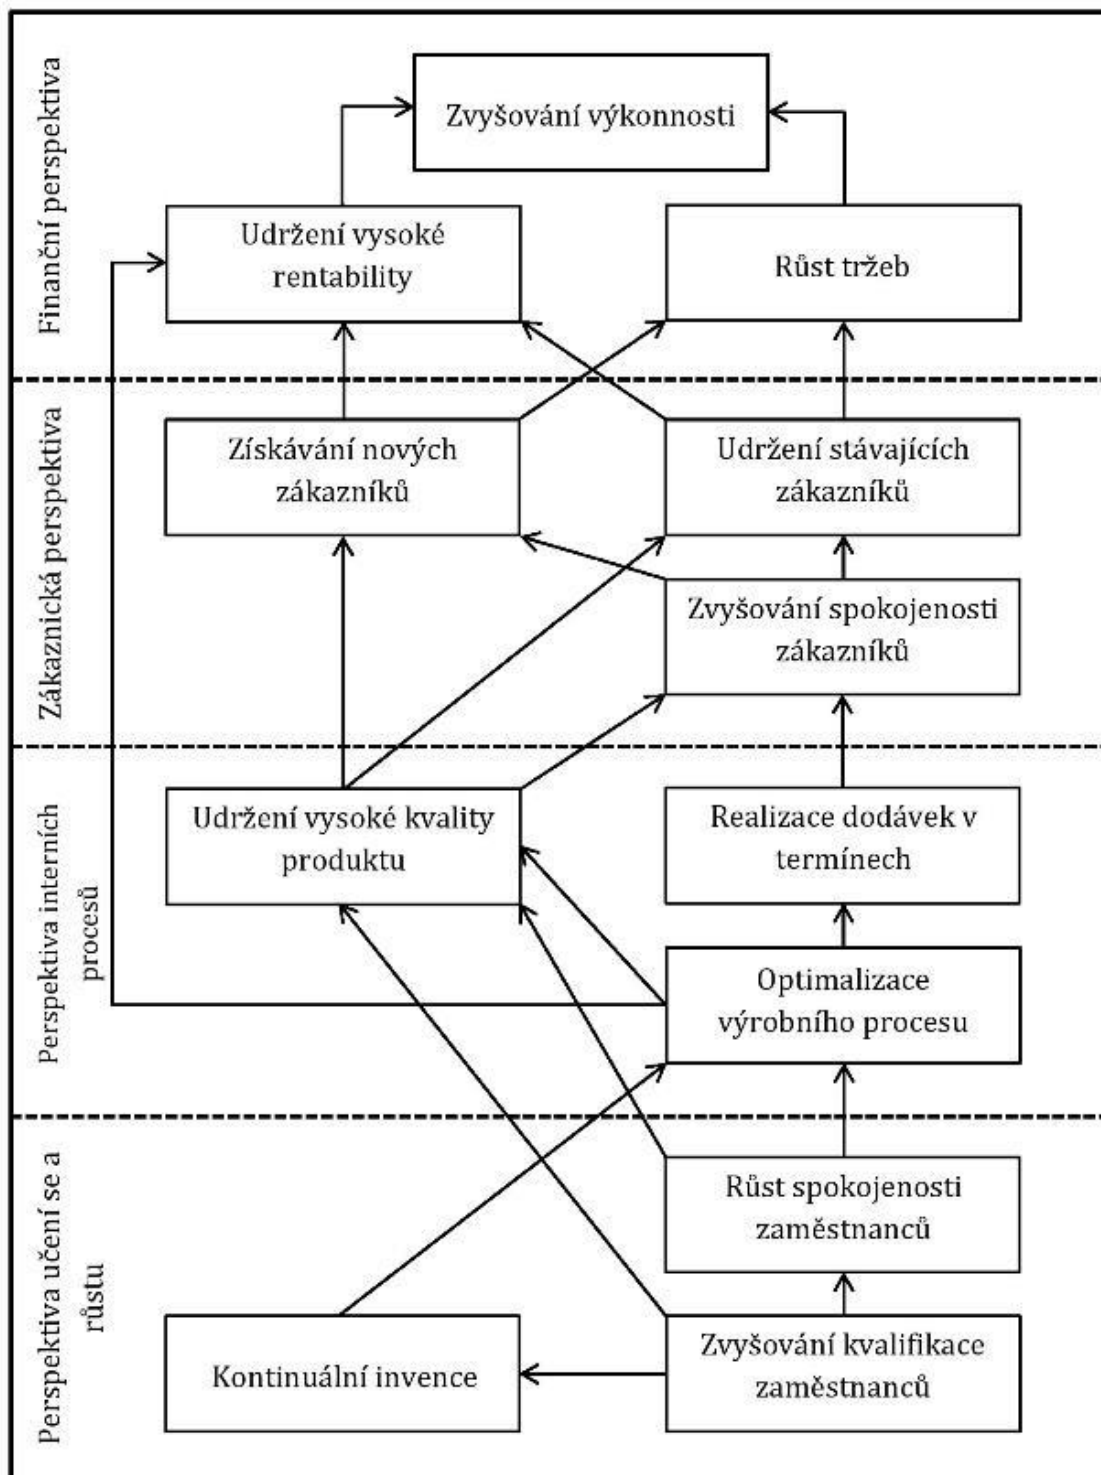 Finanční perspektiva
Zvyšování výkonnosti
Udržení vysoké
rentability
Růst tržeb
Zákaznická perspektiva
Získávání nových
zákazníků
Udržení stávajících
zákazníků
Zvyšování spokojenosti
zákazníků
Perspektiva interních
procesů
Udržení vysoké kvality
produktu
Realizace dodávek v
termínech
Optimalizace
výrobního procesu
Perspektiva učení se a
růstu
Růst spokojenosti
zaměstnanců
Kontinuální invence
Zvyšování kvalifikace
zaměstnanců